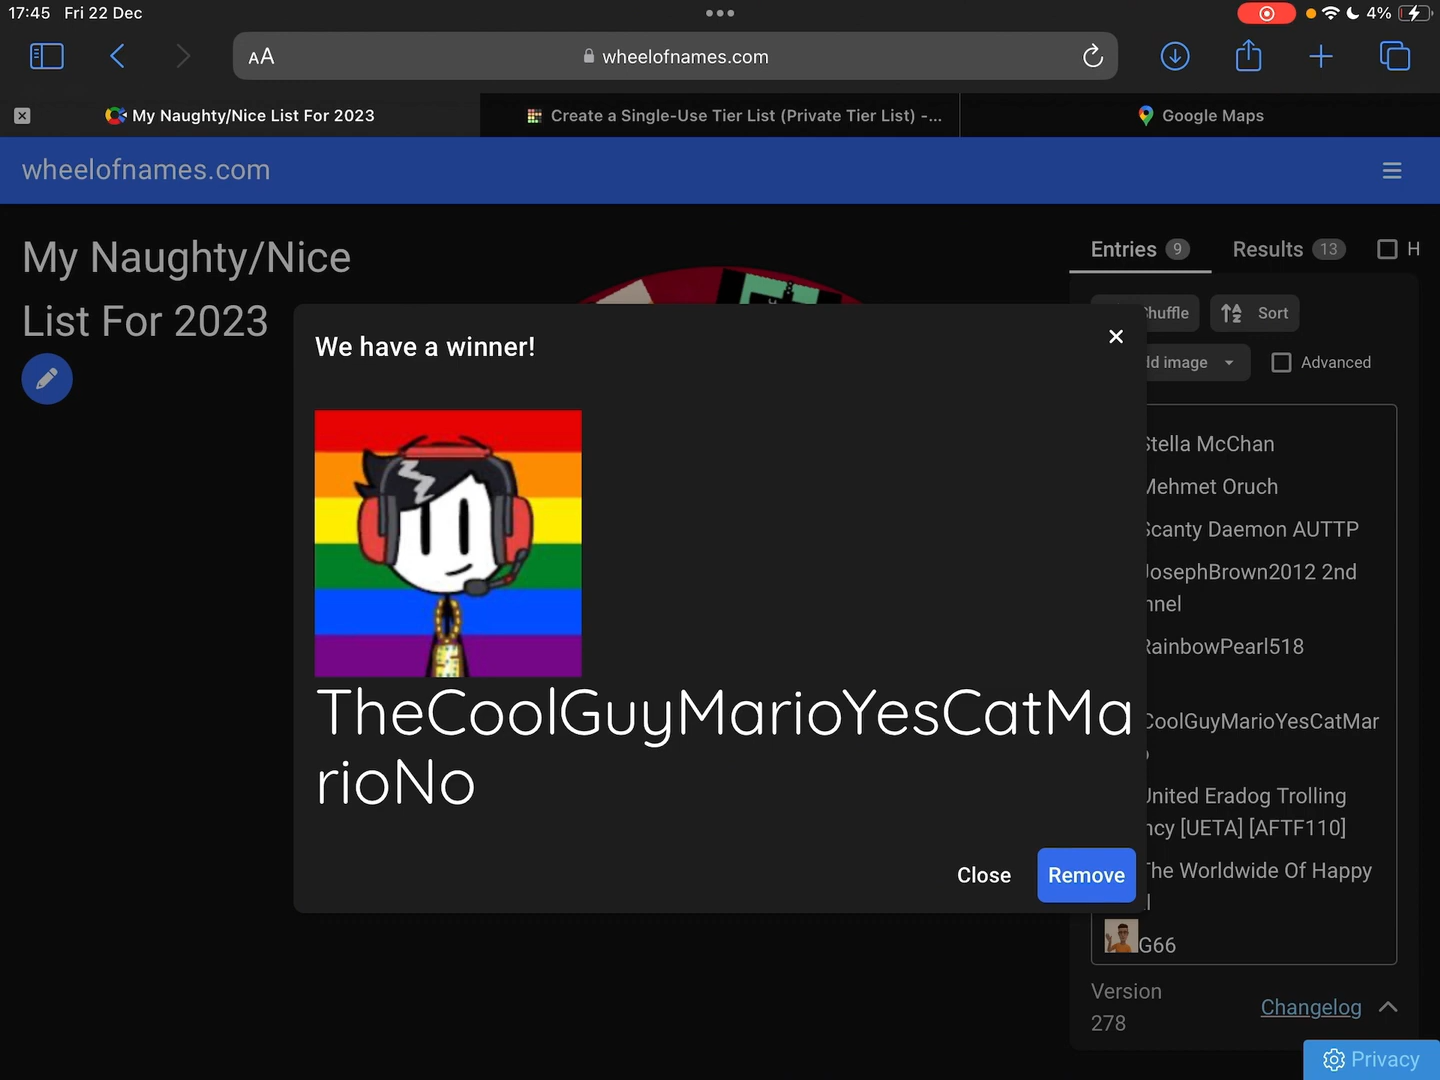 17:45 Fri 22 Dec
4%
AA
wheelofnames.com
My Naughty/Nice List For 2023
Create a Single-Use Tier List (Private Tier List) -...
Google Maps
wheelofnames.com
My Naughty/Nice
List For 2023
Entries 9
Results 13
H
huffle
Sort
ld image
Advanced
We have a winner!
TheCoolGuyMarioYesCatMa
rioNo
Close
Remove
Stella McChan
Mehmet Oruch
Scanty Daemon AUTTP
JosephBrown2012 2nd
nnel
RainbowPearl518
CoolGuyMarioYesCatMar
United Eradog Trolling
ncy [UETA] [AFTF110]
The Worldwide Of Happy
l
G66
Version
278
Changelog
Privacy